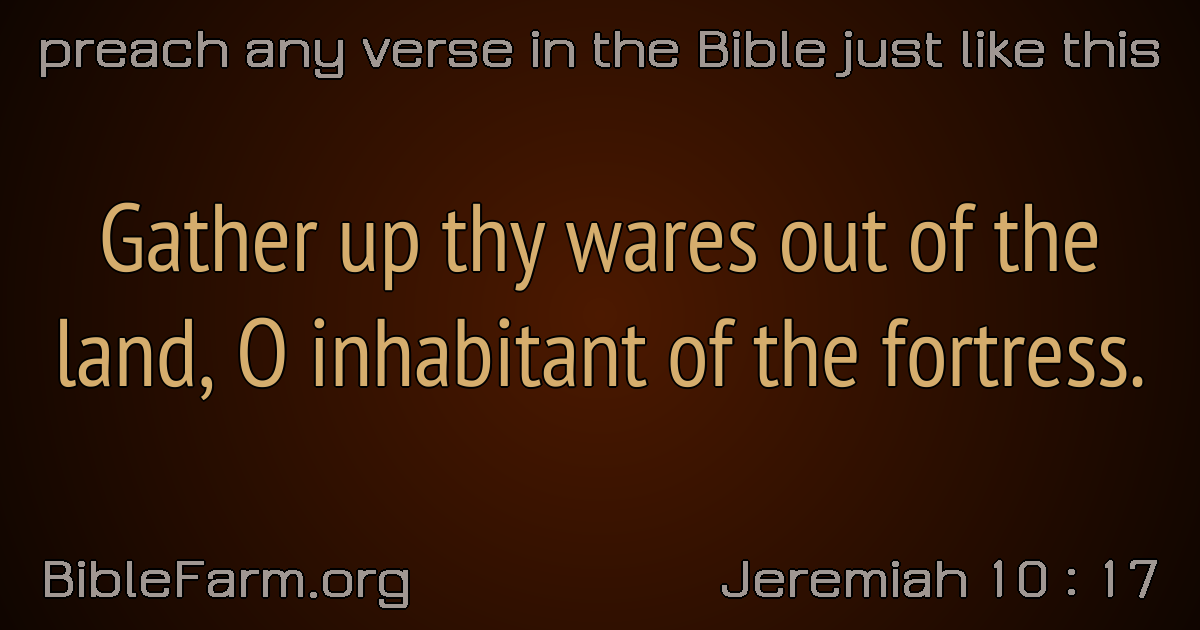 preach any verse in the Bible just like this
Gather up thy wares out of the
land, O inhabitant of the fortress.
BibleFarm.org
Jeremiah 10 : 17